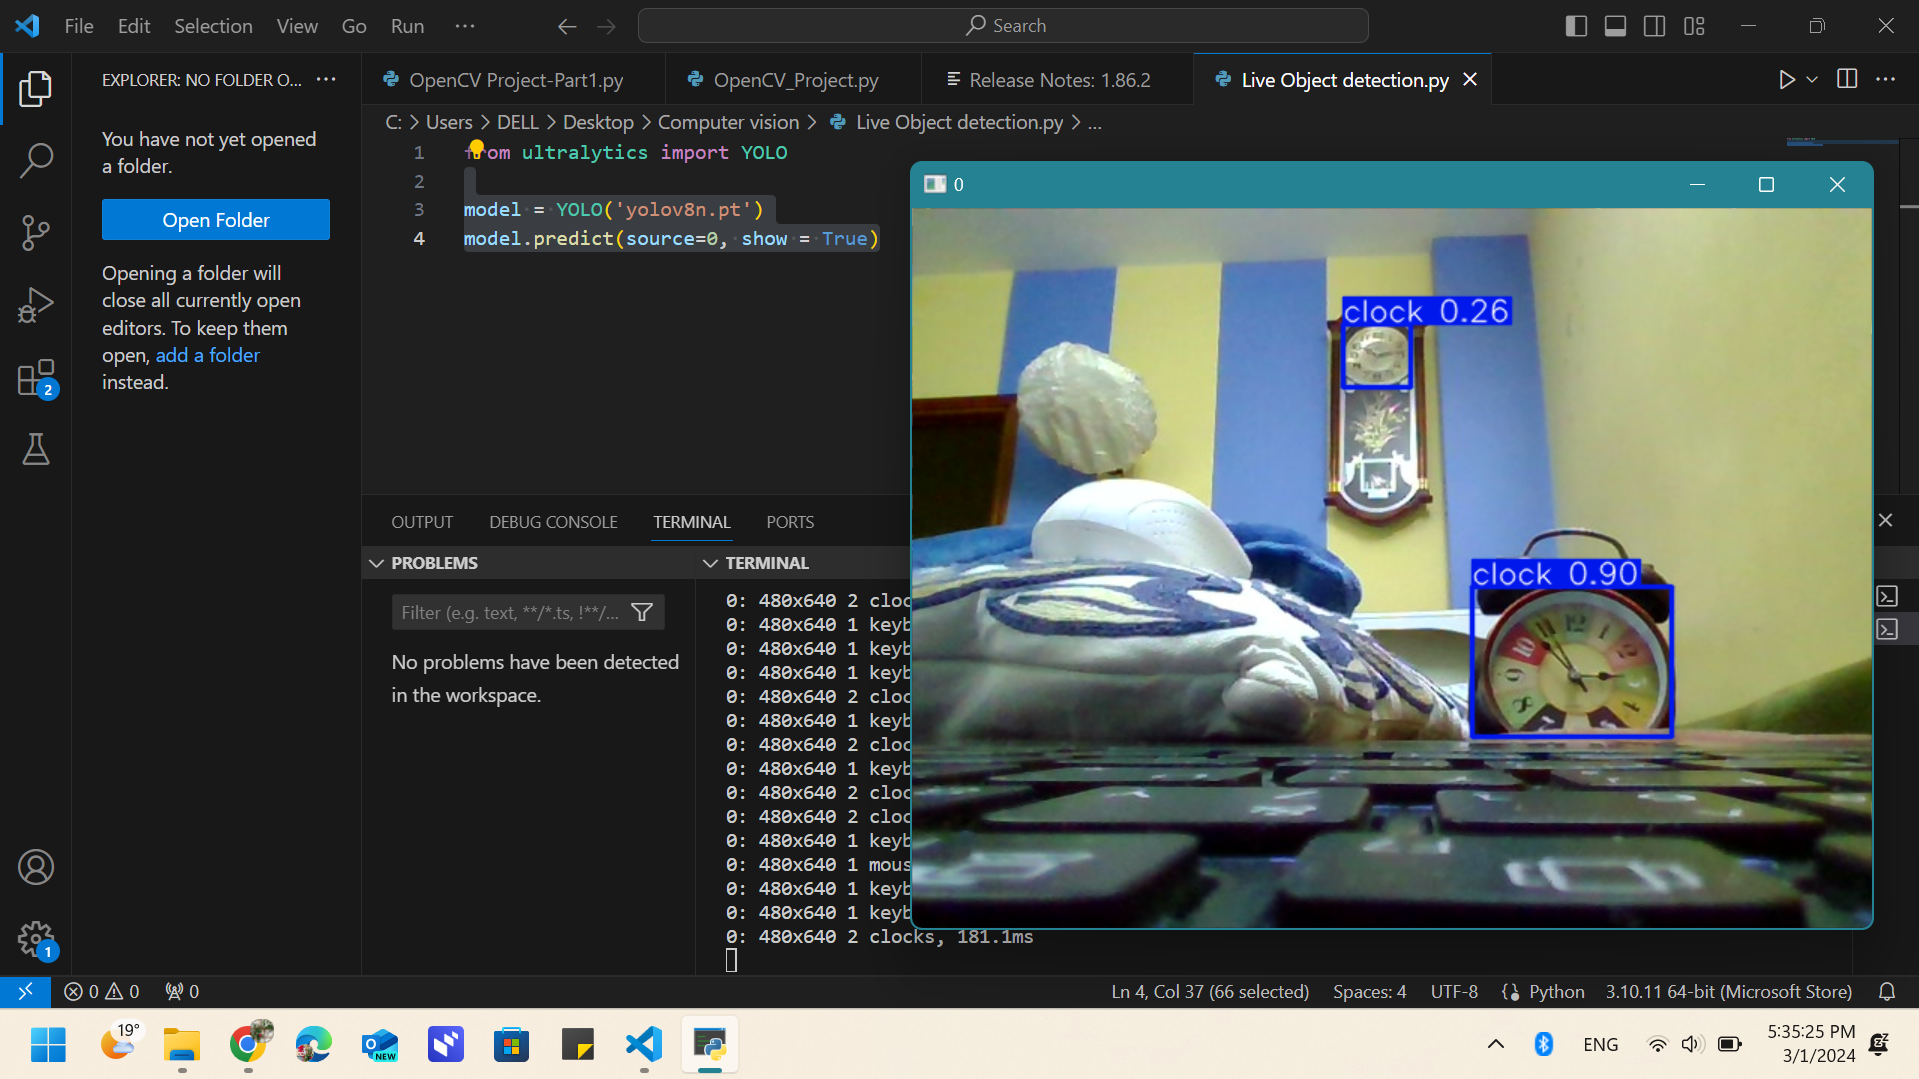 File Edit Selection View Go Run ···
Search
EXPLORER: NO FOLDER O... ···
OpenCV Project-Part1.py
OpenCV_Project.py
Release Notes: 1.86.2
Live Object detection.py
C: > Users > DELL > Desktop > Computer vision > Live Object detection.py > ...
You have not yet opened
a folder.
Open Folder
Opening a folder will
close all currently open
editors. To keep them
open, add a folder
instead.
2
1
1 from ultralytics import YOLO
2
3 model = YOLO('yolov8n.pt')
4 model.predict(source=0, show = True)
0
clock 0.26
clock 0.90
12
1
10
OUTPUT DEBUG CONSOLE TERMINAL PORTS
PROBLEMS
Filter (e.g. text, **/*.ts, !**/...
No problems have been detected
in the workspace.
TERMINAL
0: 480x640 2 cloc
0: 480x640 1 keyb
0: 480x640 1 keyb
0: 480x640 1 keyb
0: 480x640 2 cloc
0: 480x640 1 keyb
0: 480x640 2 cloc
0: 480x640 1 keyb
0: 480x640 2 cloc
0: 480x640 2 cloc
0: 480x640 1 keyb
0: 480x640 1 mous
0: 480x640 1 keyb
0: 480x640 1 keyb
0: 480x640 2 clocks, 181.1ms
0 0 0
Ln 4, Col 37 (66 selected) Spaces: 4 UTF-8 Python 3.10.11 64-bit (Microsoft Store)
19°
NEW
ENG
5:35:25 PM
3/1/2024